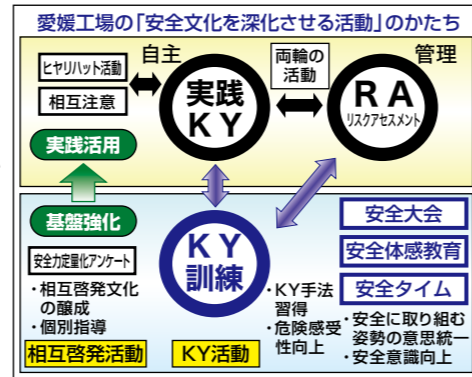 愛媛工場の「安全文化を深化させる活動」のかたち
自主
両輪の
活動
管理
ヒヤリハット活動
相互注意
実践
KY
RA
リスクアセスメント
実践活用
基盤強化
KY
訓練
安全大会
安全体感教育
安全タイム
安全力定量化アンケート
・相互啓発文化
の醸成
・個別指導
・KY手法
習得
・危険感受
性向上
・安全に取り組む
姿勢の意思統一
・安全意識向上
相互啓発活動
KY活動